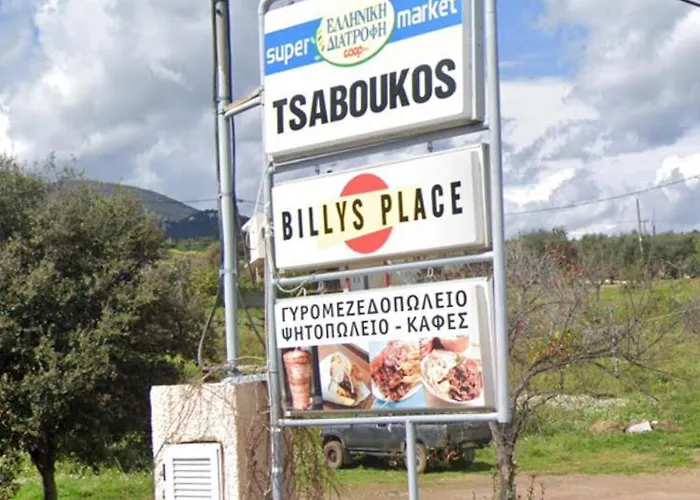 super ΕΛΛΗΝΙΚΗ market
ΔΙΑΤΡΟΦΗ
coop
TSABOUKOS
BILLYS PLACE
ΓΥΡΟΜΕΖΕΔΟΠΩΛΕΙΟ
ΨΗΤΟΠΩΛΕΙΟ - ΚΑΦΕΣ